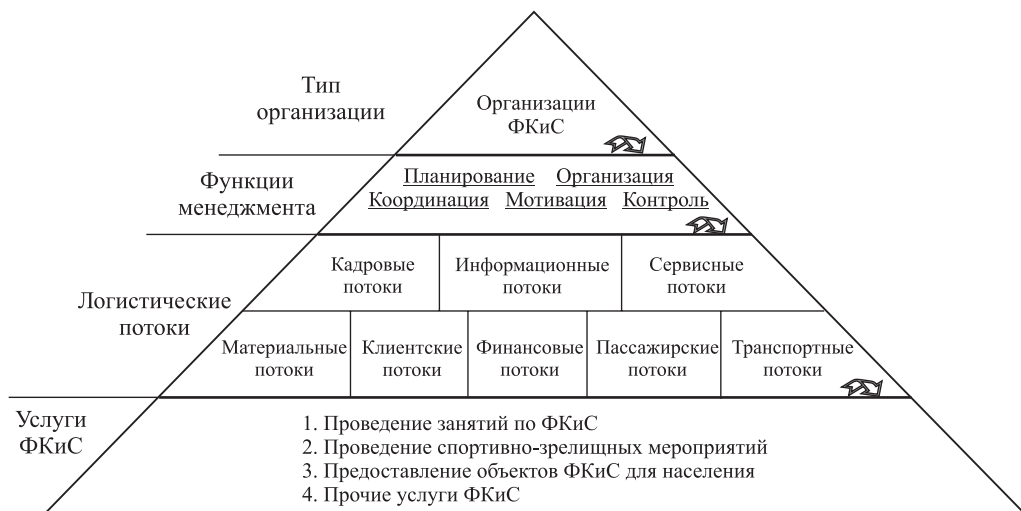 Тип
организации
Организации
ФКиС
Функции
менеджмента
Планирование Организация
Координация Мотивация Контроль
Логистические
потоки
Кадровые
потоки
Информационные
потоки
Сервисные
потоки
Материальные
потоки
Клиентские
потоки
Финансовые
потоки
Пассажирские
потоки
Транспортные
потоки
Услуги
ФКиС
1. Проведение занятий по ФКиС
2. Проведение спортивно-зрелищных мероприятий
3. Предоставление объектов ФКиС для населения
4. Прочие услуги ФКиС